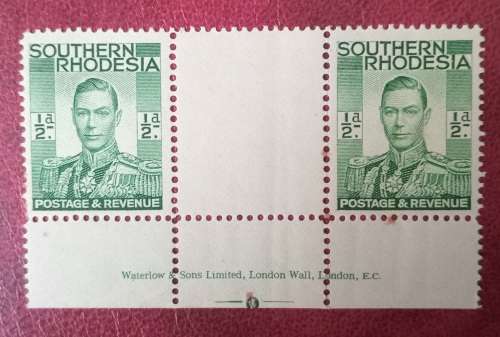 SOUTHERN
RHODESIA
½d.
½d.
POSTAGE & REVENUE
SOUTHERN
RHODESIA
½d.
½d.
POSTAGE & REVENUE
Waterlow & Sons Limited, London Wall, London, E.C.